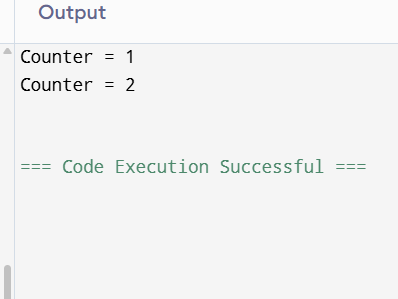 Output
Counter = 1
Counter = 2
=== Code Execution Successful ===